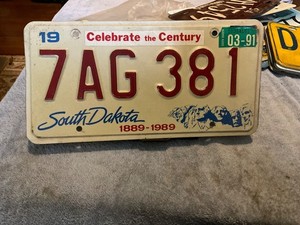 19 Celebrate the Century 03-91
7AG 381
South Dakota
1889-1989
D